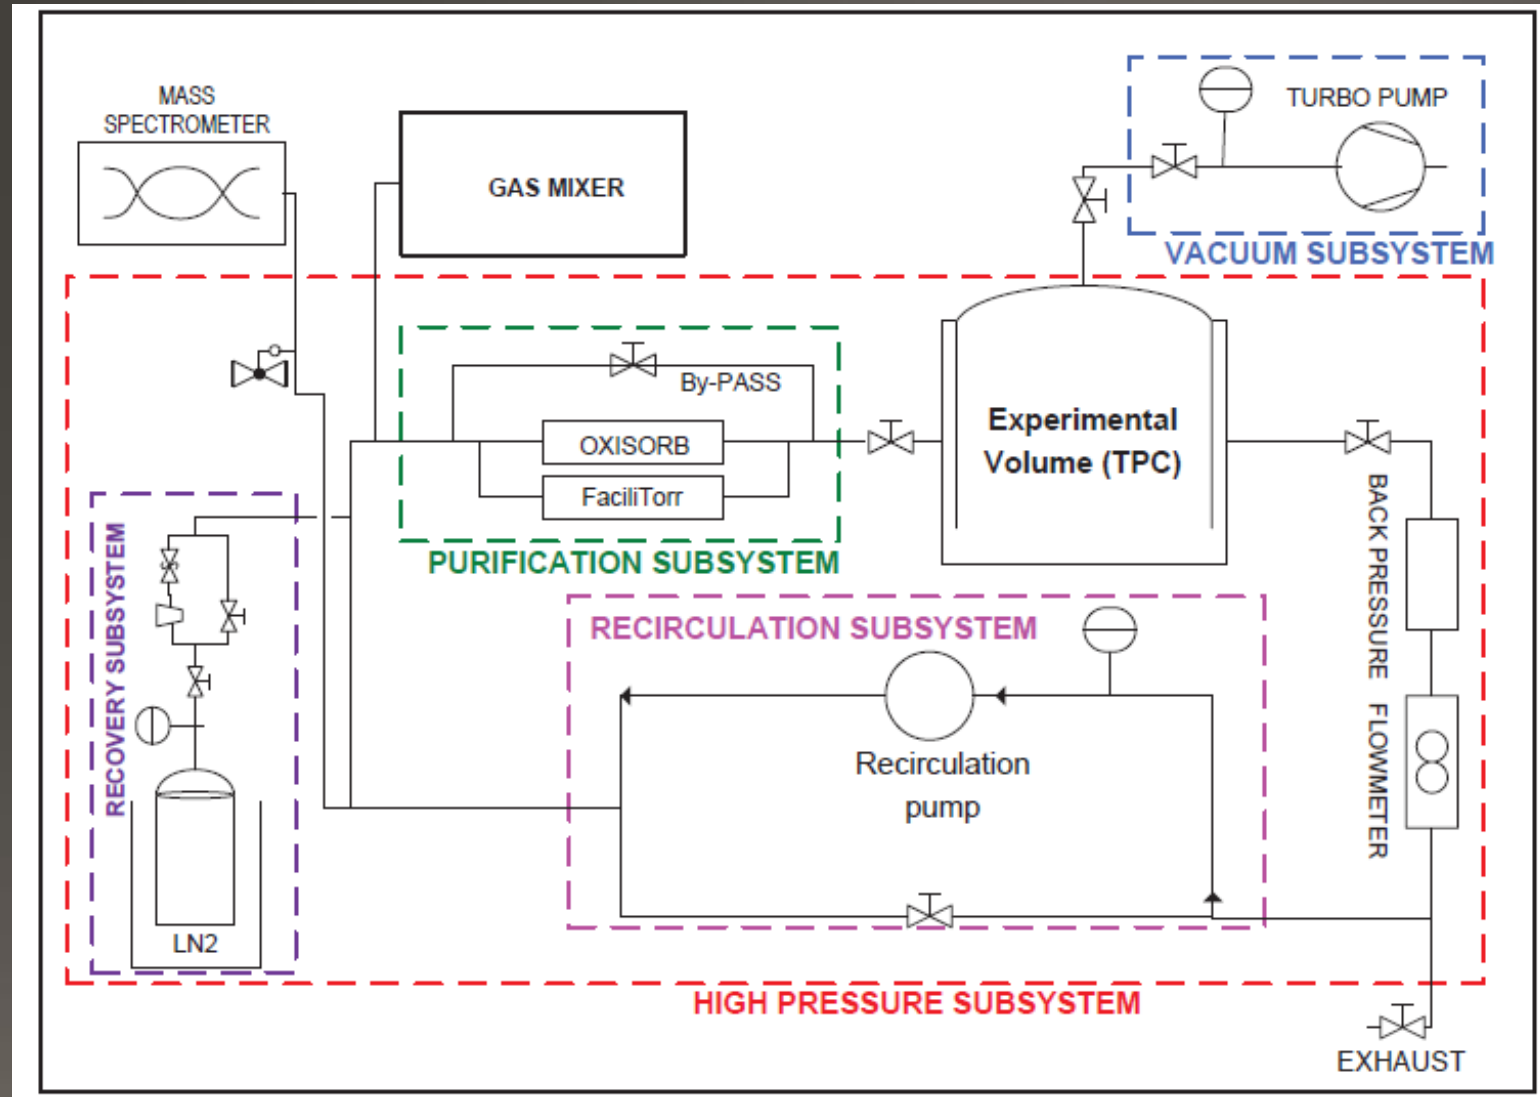 MASS
SPECTROMETER
GAS MIXER
TURBO PUMP
VACUUM SUBSYSTEM
By-PASS
OXISORB
FaciliTorr
PURIFICATION SUBSYSTEM
Experimental
Volume (TPC)
BACK PRESSURE
FLOWMETER
RECOVERY SUBSYSTEM
LN2
RECIRCULATION SUBSYSTEM
Recirculation
pump
HIGH PRESSURE SUBSYSTEM
EXHAUST